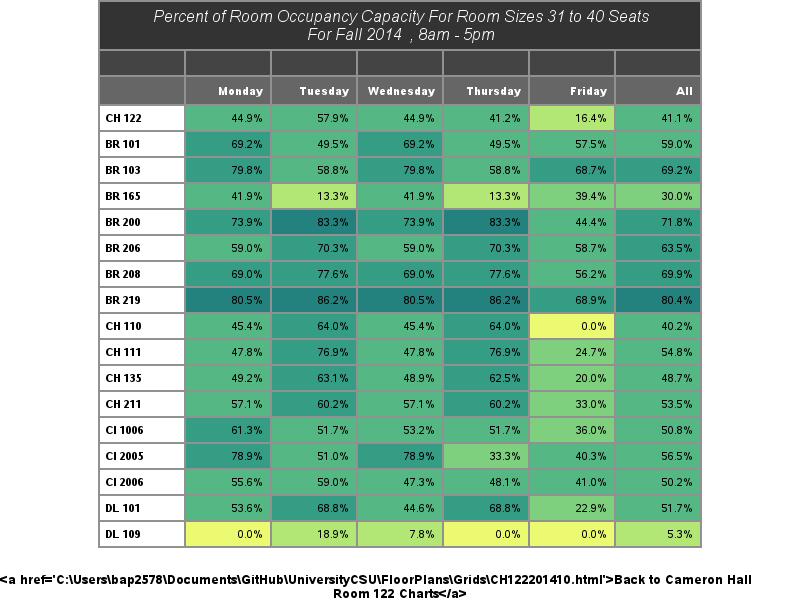 Percent of Room Occupancy Capacity For Room Sizes 31 to 40 Seats
For Fall 2014 , 8am - 5pm
Monday Tuesday Wednesday Thursday Friday All
CH 122 44.9% 57.9% 44.9% 41.2% 16.4% 41.1%
BR 101 69.2% 49.5% 69.2% 49.5% 57.5% 59.0%
BR 103 79.8% 58.8% 79.8% 58.8% 68.7% 69.2%
BR 165 41.9% 13.3% 41.9% 13.3% 39.4% 30.0%
BR 200 73.9% 83.3% 73.9% 83.3% 44.4% 71.8%
BR 206 59.0% 70.3% 59.0% 70.3% 58.7% 63.5%
BR 208 69.0% 77.6% 69.0% 77.6% 56.2% 69.9%
BR 219 80.5% 86.2% 80.5% 86.2% 68.9% 80.4%
CH 110 45.4% 64.0% 45.4% 64.0% 0.0% 40.2%
CH 111 47.8% 76.9% 47.8% 76.9% 24.7% 54.8%
CH 135 49.2% 63.1% 48.9% 62.5% 20.0% 48.7%
CH 211 57.1% 60.2% 57.1% 60.2% 33.0% 53.5%
CI 1006 61.3% 51.7% 53.2% 51.7% 36.0% 50.8%
CI 2005 78.9% 51.0% 78.9% 33.3% 40.3% 56.5%
CI 2006 55.6% 59.0% 47.3% 48.1% 41.0% 50.2%
DL 101 53.6% 68.8% 44.6% 68.8% 22.9% 51.7%
DL 109 0.0% 18.9% 7.8% 0.0% 0.0% 5.3%
<a href='C:\Users\bap2578\Documents\GitHub\UniversityCSU\FloorPlans\Grids\CH122201410.html'>Back to Cameron Hall
Room 122 Charts</a>